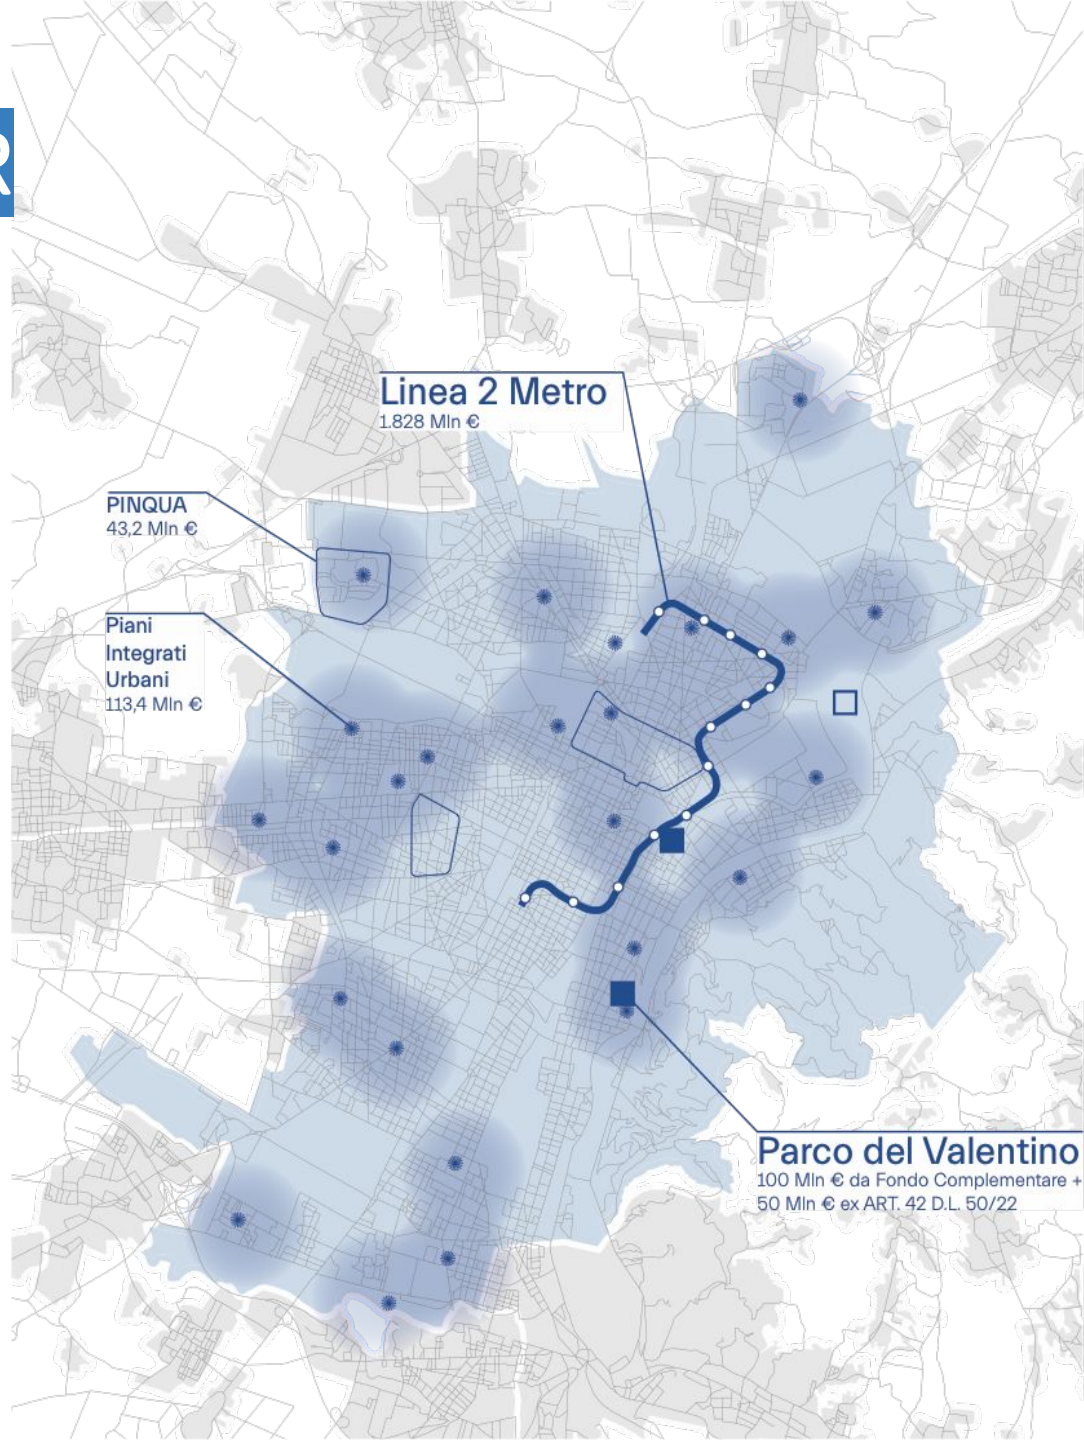 R
Linea 2 Metro
1.828 Mln €
PINQUA
43,2 Mln €
Piani
Integrati
Urbani
113,4 Mln €
Parco del Valentino
100 Mln € da Fondo Complementare +
50 Mln € ex ART. 42 D.L. 50/22